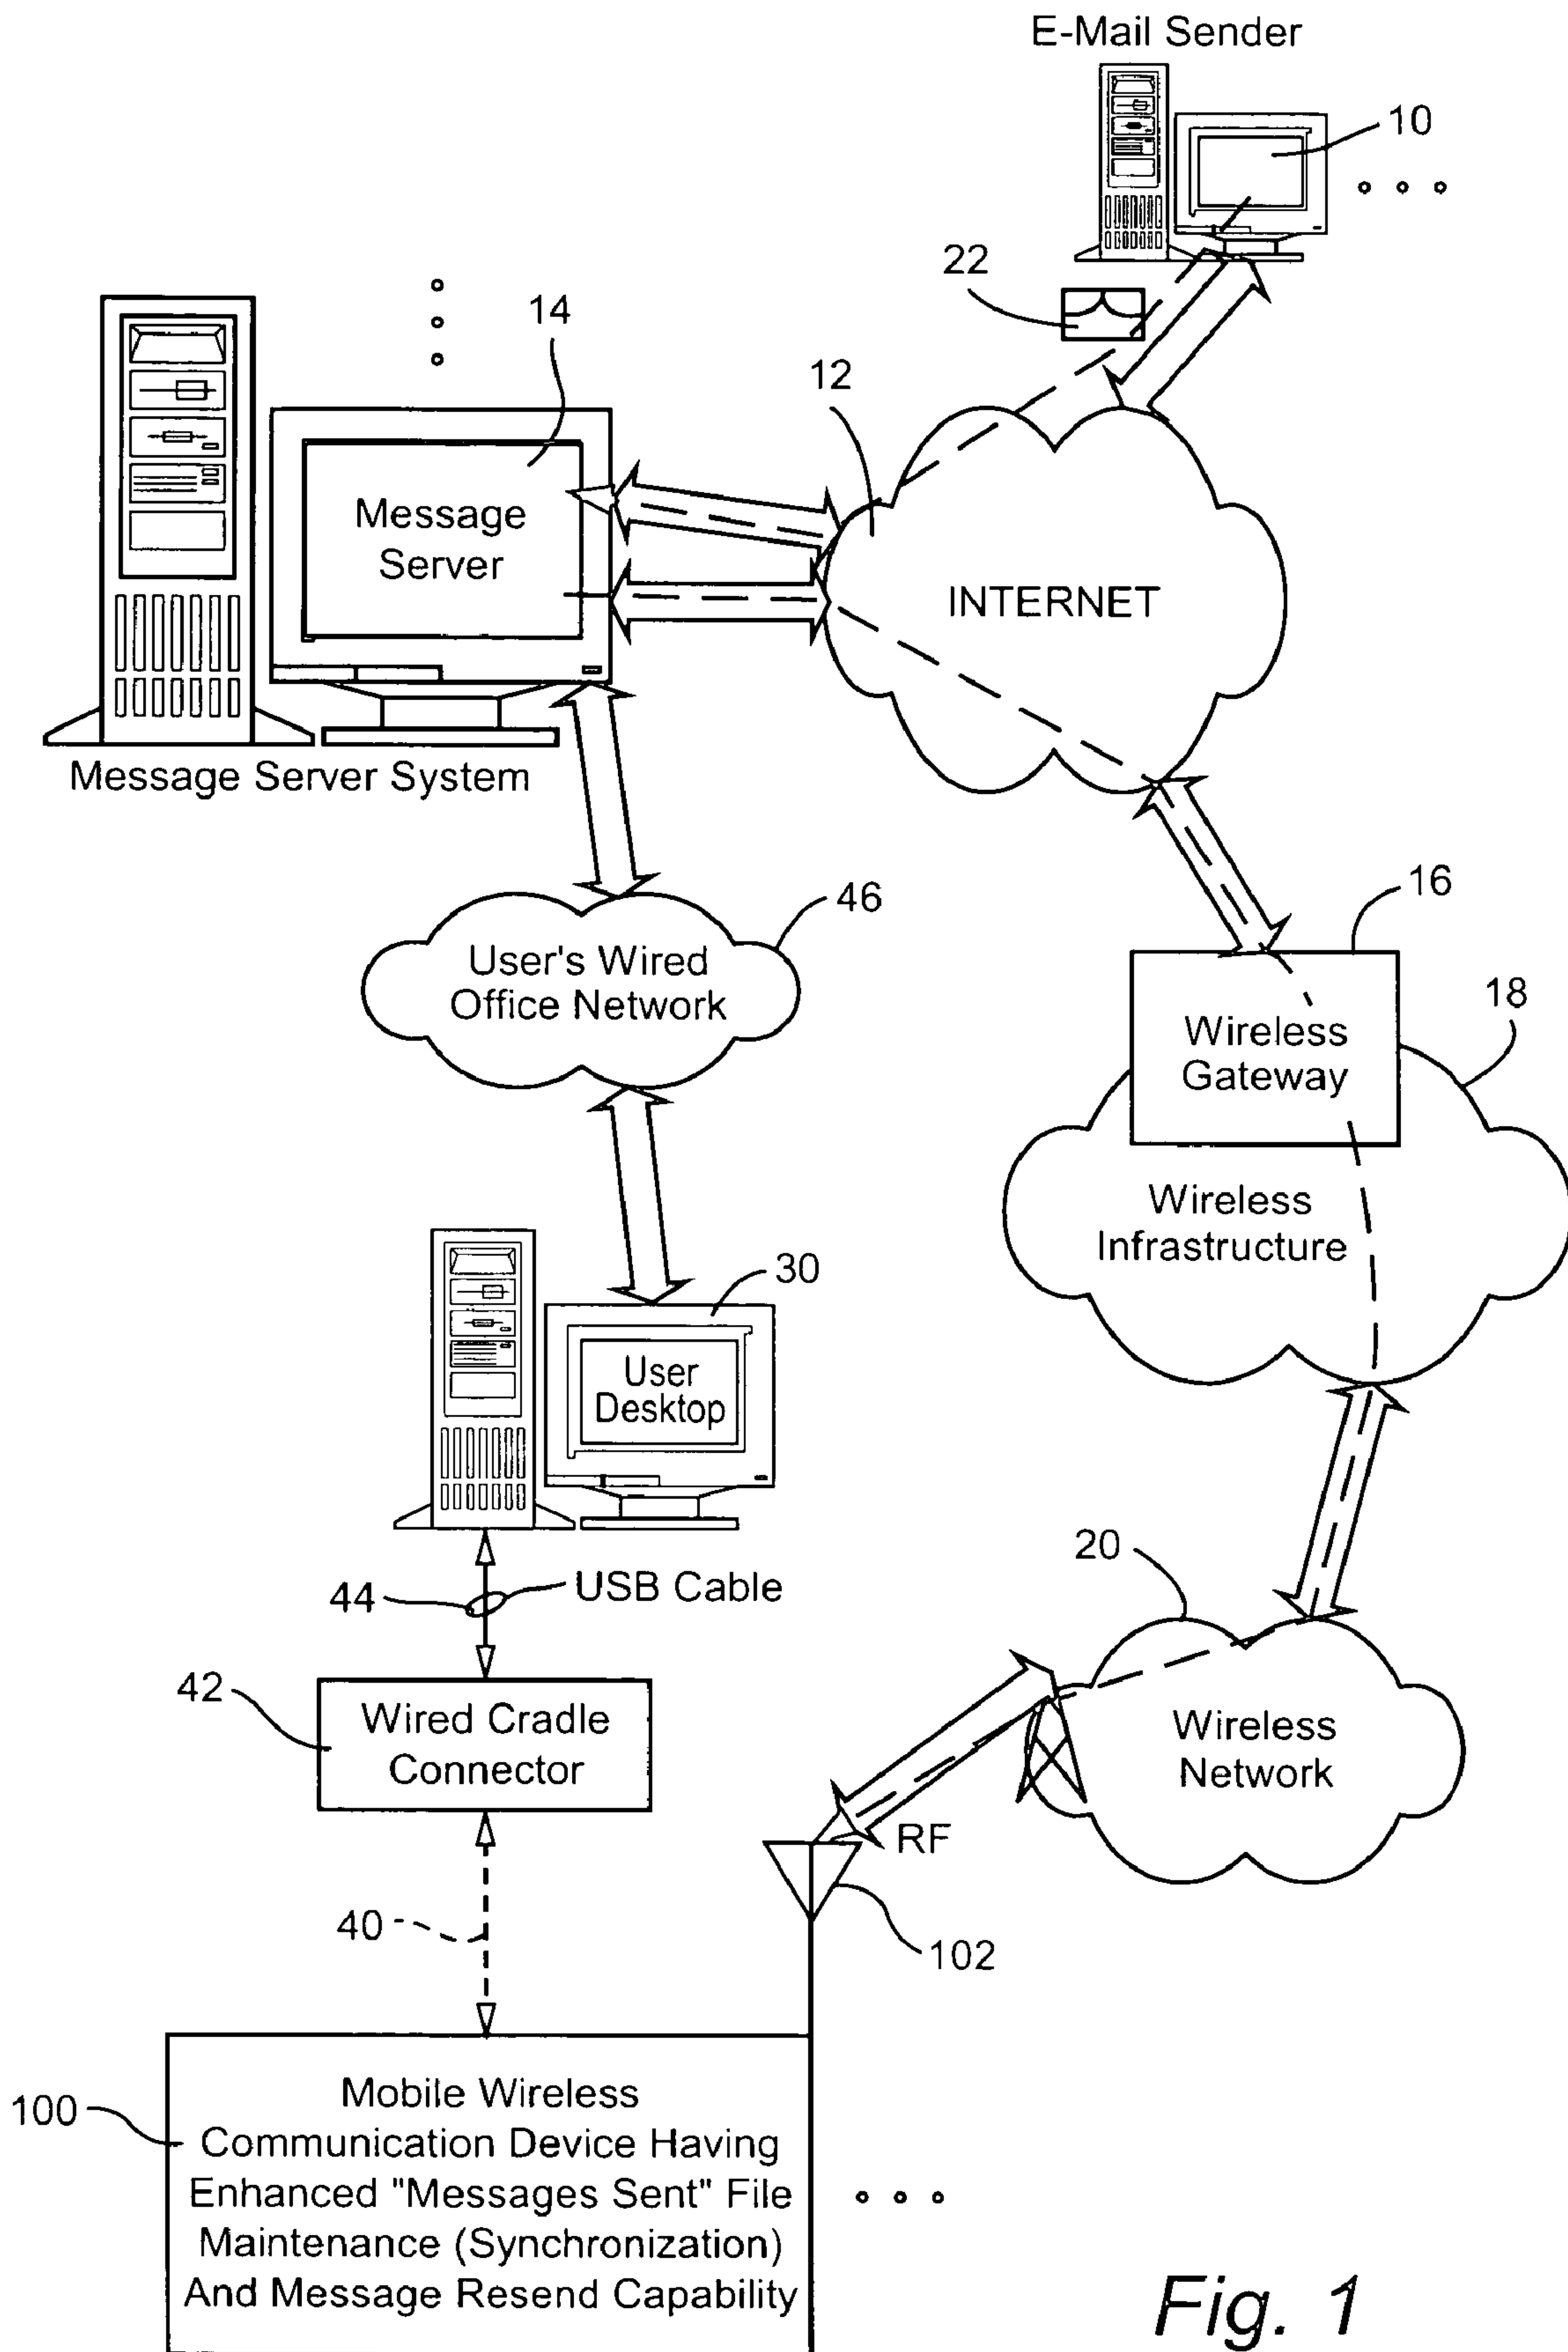 E-Mail Sender
10
22
14
12
Message
Server
INTERNET
Message Server System
46
User's Wired
Office Network
16
18
Wireless
Gateway
Wireless
Infrastructure
30
User
Desktop
20
44
USB Cable
42
Wired Cradle
Connector
Wireless
Network
RF
40
102
100
Mobile Wireless
Communication Device Having
Enhanced "Messages Sent" File
Maintenance (Synchronization)
And Message Resend Capability
Fig. 1